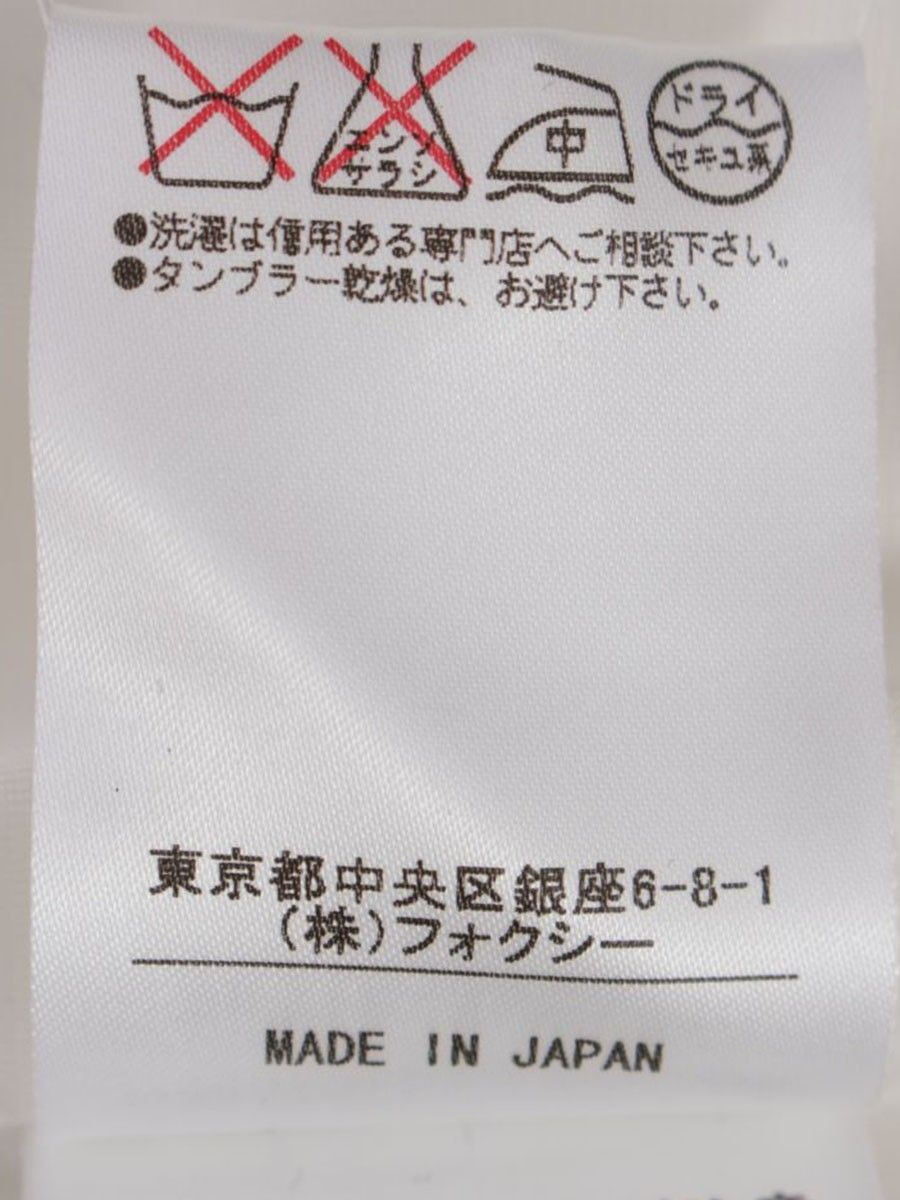 エンソ
サラシ
中
ドライ
セキユ系
●洗濯は信用ある専門店へご相談下さい。
●タンブラー乾燥は、お避け下さい。
東京都中央区銀座6-8-1
(株)フォクシー
MADE IN JAPAN